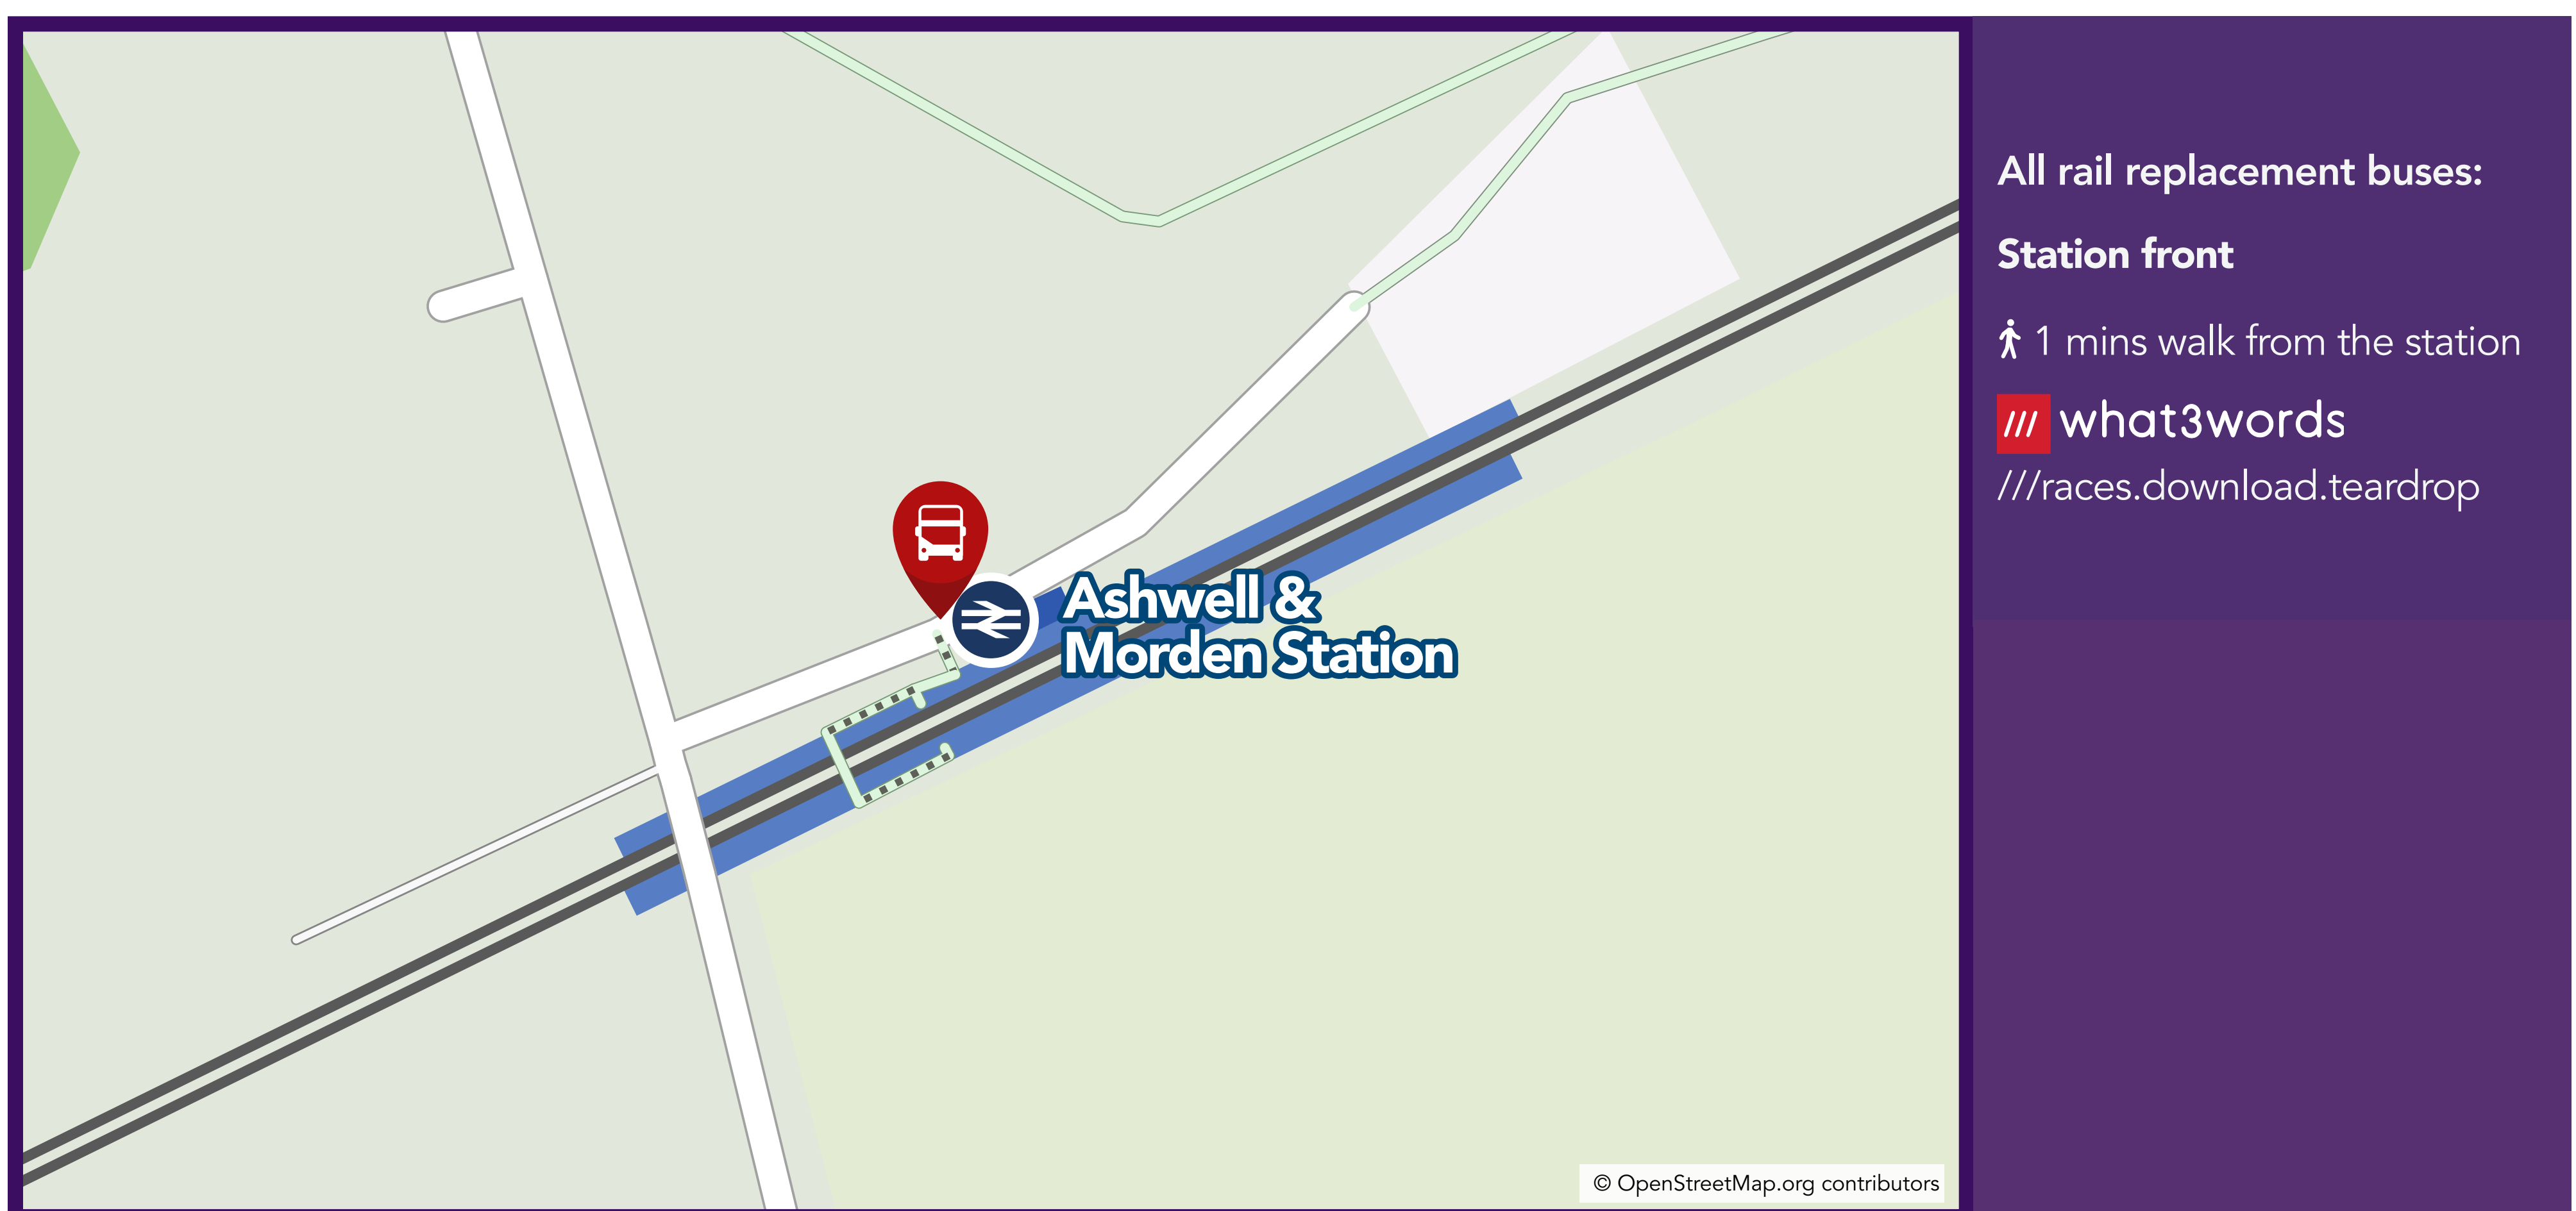 All rail replacement buses:
Station front
1 mins walk from the station
what3words
///races.download.teardrop
Ashwell &
Morden Station
© OpenStreetMap.org contributors